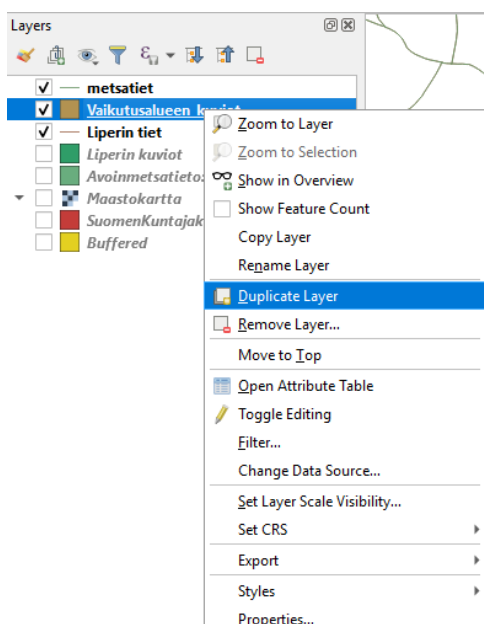 Layers
metsatiet
Vaikutusalueen kuviot
Liperin tiet
Liperin kuviot
Avoinmetsatieto:
Maastokartta
SuomenKuntajak
Buffered
Zoom to Layer
Zoom to Selection
Show in Overview
Show Feature Count
Copy Layer
Rename Layer
Duplicate Layer
Remove Layer...
Move to Top
Open Attribute Table
Toggle Editing
Filter...
Change Data Source...
Set Layer Scale Visibility...
Set CRS
Export
Styles
Properties...